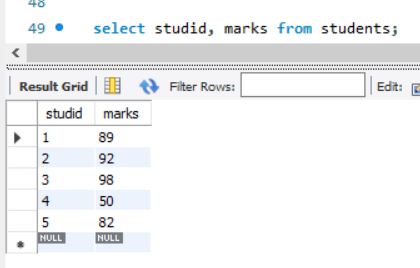 48
49 select studid, marks from students;
Result Grid Filter Rows: Edit:
studid marks
1 89
2 92
3 98
4 50
5 82
NULL NULL